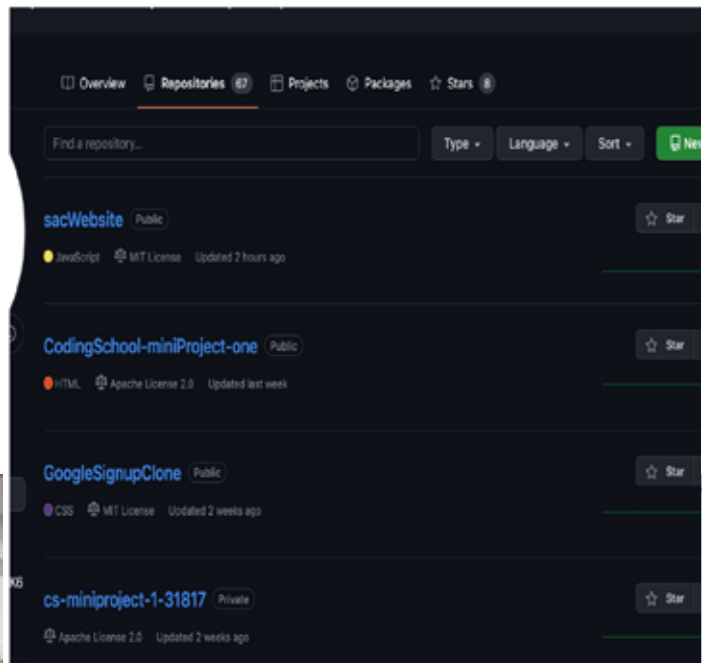 Overview Repositories 67 Projects Packages Stars 8
Find a repository... Type Language Sort New
sacWebsite Public Star
JavaScript MIT License Updated 2 hours ago
CodingSchool-miniProject-one Public Star
HTML Apache License 2.0 Updated last week
GoogleSignupClone Public Star
CSS MIT License Updated 2 weeks ago
cs-miniproject-1-31817 Private Star
Apache License 2.0 Updated 2 weeks ago